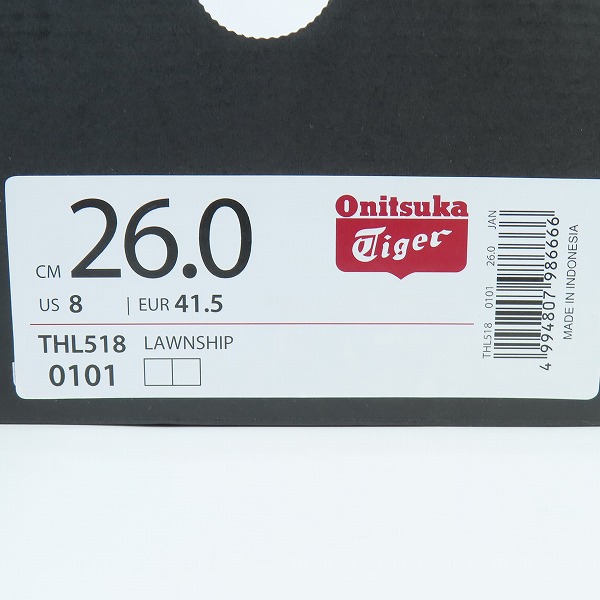 CM 26.0
US 8 | EUR 41.5
THL518 LAWNSHIP
0101
Onitsuka
Tiger
THL518 0101 26.0 JAN
4 994807 986666
MADE IN INDONESIA